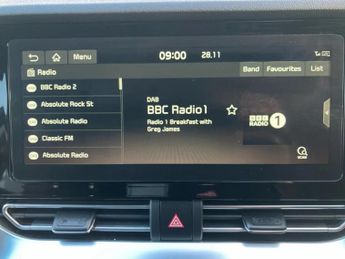 Menu
09:00
28.11
Radio
Band
Favourites
List
BBC Radio 2
Absolute Rock St
Absolute Radio
Classic FM
Absolute Radio
DAB
BBC Radio 1
Radio 1 Breakfast with
Greg James
BBC
RADIO
1
SCAN